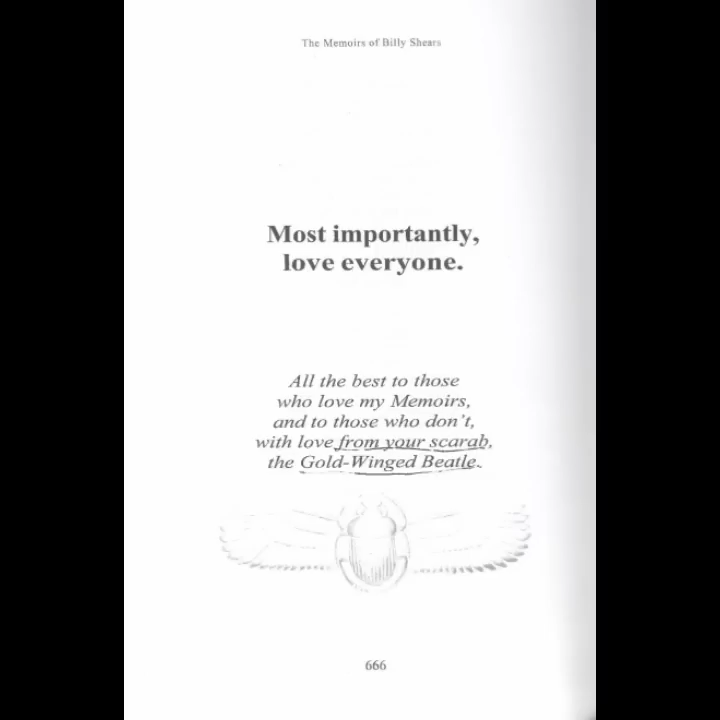 The Memoirs of Billy Shears
Most importantly,
love everyone.
All the best to those
who love my Memoirs,
and to those who don't,
with love from your scarab,
the Gold-Winged Beatle.
666